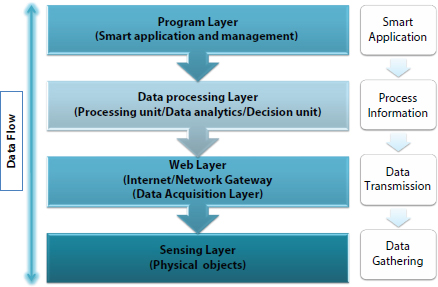 Program Layer
(Smart application and management)
Smart
Application
Data processing Layer
(Processing unit/Data analytics/Decision unit)
Process
Information
Data Flow
Web Layer
(Internet/Network Gateway
(Data Acquisition Layer)
Data
Transmission
Sensing Layer
(Physical objects)
Data
Gathering